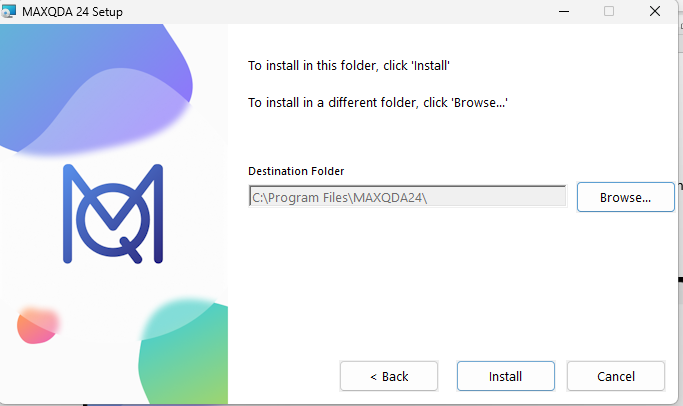 MAXQDA 24 Setup
To install in this folder, click 'Install'
To install in a different folder, click 'Browse...'
Destination Folder
C:\Program Files\MAXQDA24\
Browse...
< Back
Install
Cancel